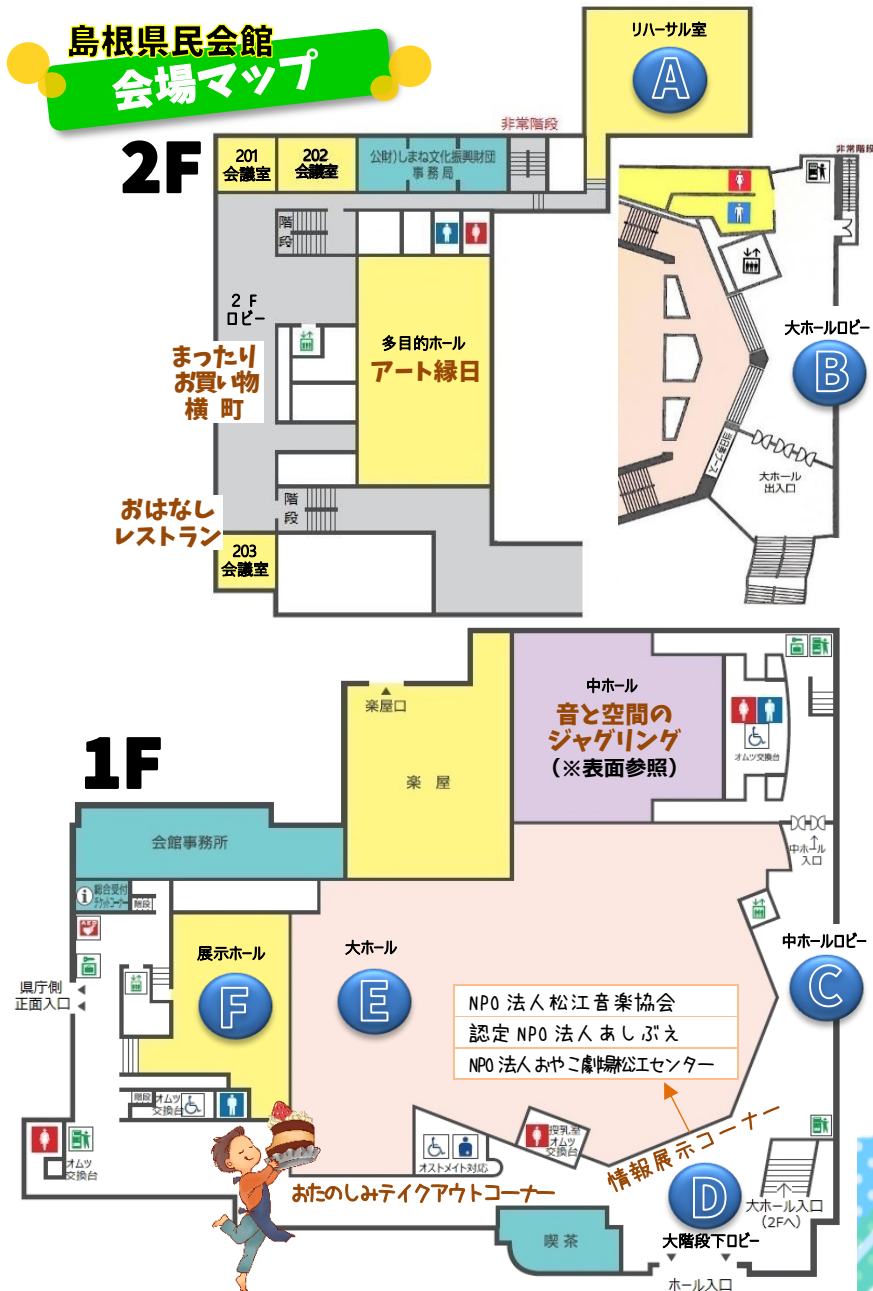 島根県民会館
会場マップ
リハーサル室
A
非常階段
2F
201
会議室
202
会議室
公財)しまね文化振興財団
事務局
非常階段
階段
2F
ロビー
まったり
お買い物
横町
多目的ホール
アート縁日
大ホールロビー
B
当日券ブース
大ホール
出入口
おはなし
レストラン
階段
203
会議室
1F
楽屋口
楽屋
中ホール
音と空間の
ジャグリング
(※表面参照)
オムツ交換台
中ホール
入口
会館事務所
総合受付
チケットコーナー
階段
AED
県庁側
正面入口
展示ホール
F
大ホール
E
中ホールロビー
C
NPO法人松江音楽協会
認定NPO法人あしぶえ
NPO法人おやこ劇場松江センター
階段
オムツ
交換台
オムツ
交換台
オストメイト対応
授乳室
オムツ
交換台
情報展示コーナー
おたのしみテイクアウトコーナー
D
大階段下ロビー
大ホール入口
(2Fへ)
喫茶
ホール入口